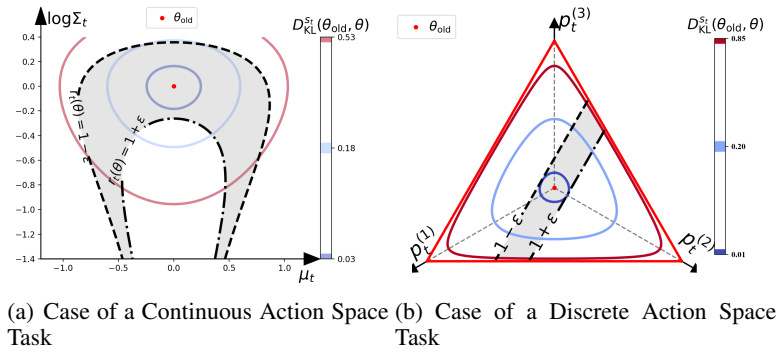 logΣ_t
θ_old
D_KL^{s_t}(θ_old, θ)
0.4
0.2
0.0
−0.2
−0.4
−0.6
−0.8
−1.0
−1.2
−1.4
r_t(θ) = 1 − ε
r_t(θ) = 1 + ε
−1.0
−0.5
0.0
0.5
1.0
μ_t
0.53
0.18
0.03
θ_old
p_t^{(3)}
D_KL^{s_t}(θ_old, θ)
0.85
0.20
0.01
1 − ε
1 + ε
p_t^{(1)}
p_t^{(2)}
(a) Case of a Continuous Action Space
Task
(b) Case of a Discrete Action Space
Task